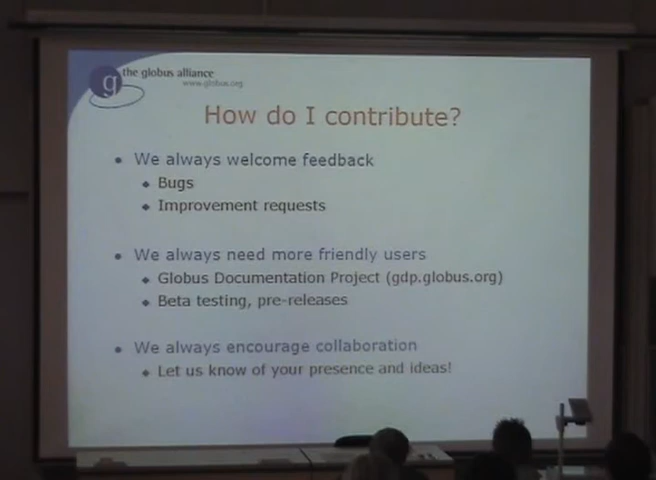 g the globus alliance
www.globus.org
How do I contribute?
• We always welcome feedback
◆ Bugs
◆ Improvement requests
• We always need more friendly users
◆ Globus Documentation Project (gdp.globus.org)
◆ Beta testing, pre-releases
• We always encourage collaboration
◆ Let us know of your presence and ideas!